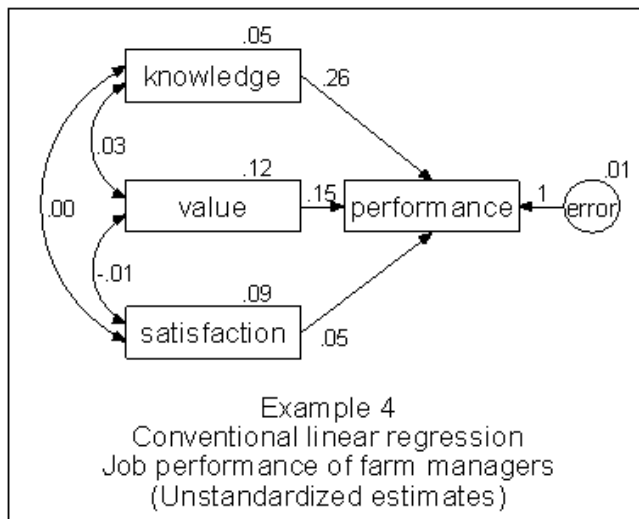 .05
knowledge
.26
.03
.01
.12
.00
value
.15
performance
1
error
-.01
.09
satisfaction
.05
Example 4
Conventional linear regression
Job performance of farm managers
(Unstandardized estimates)